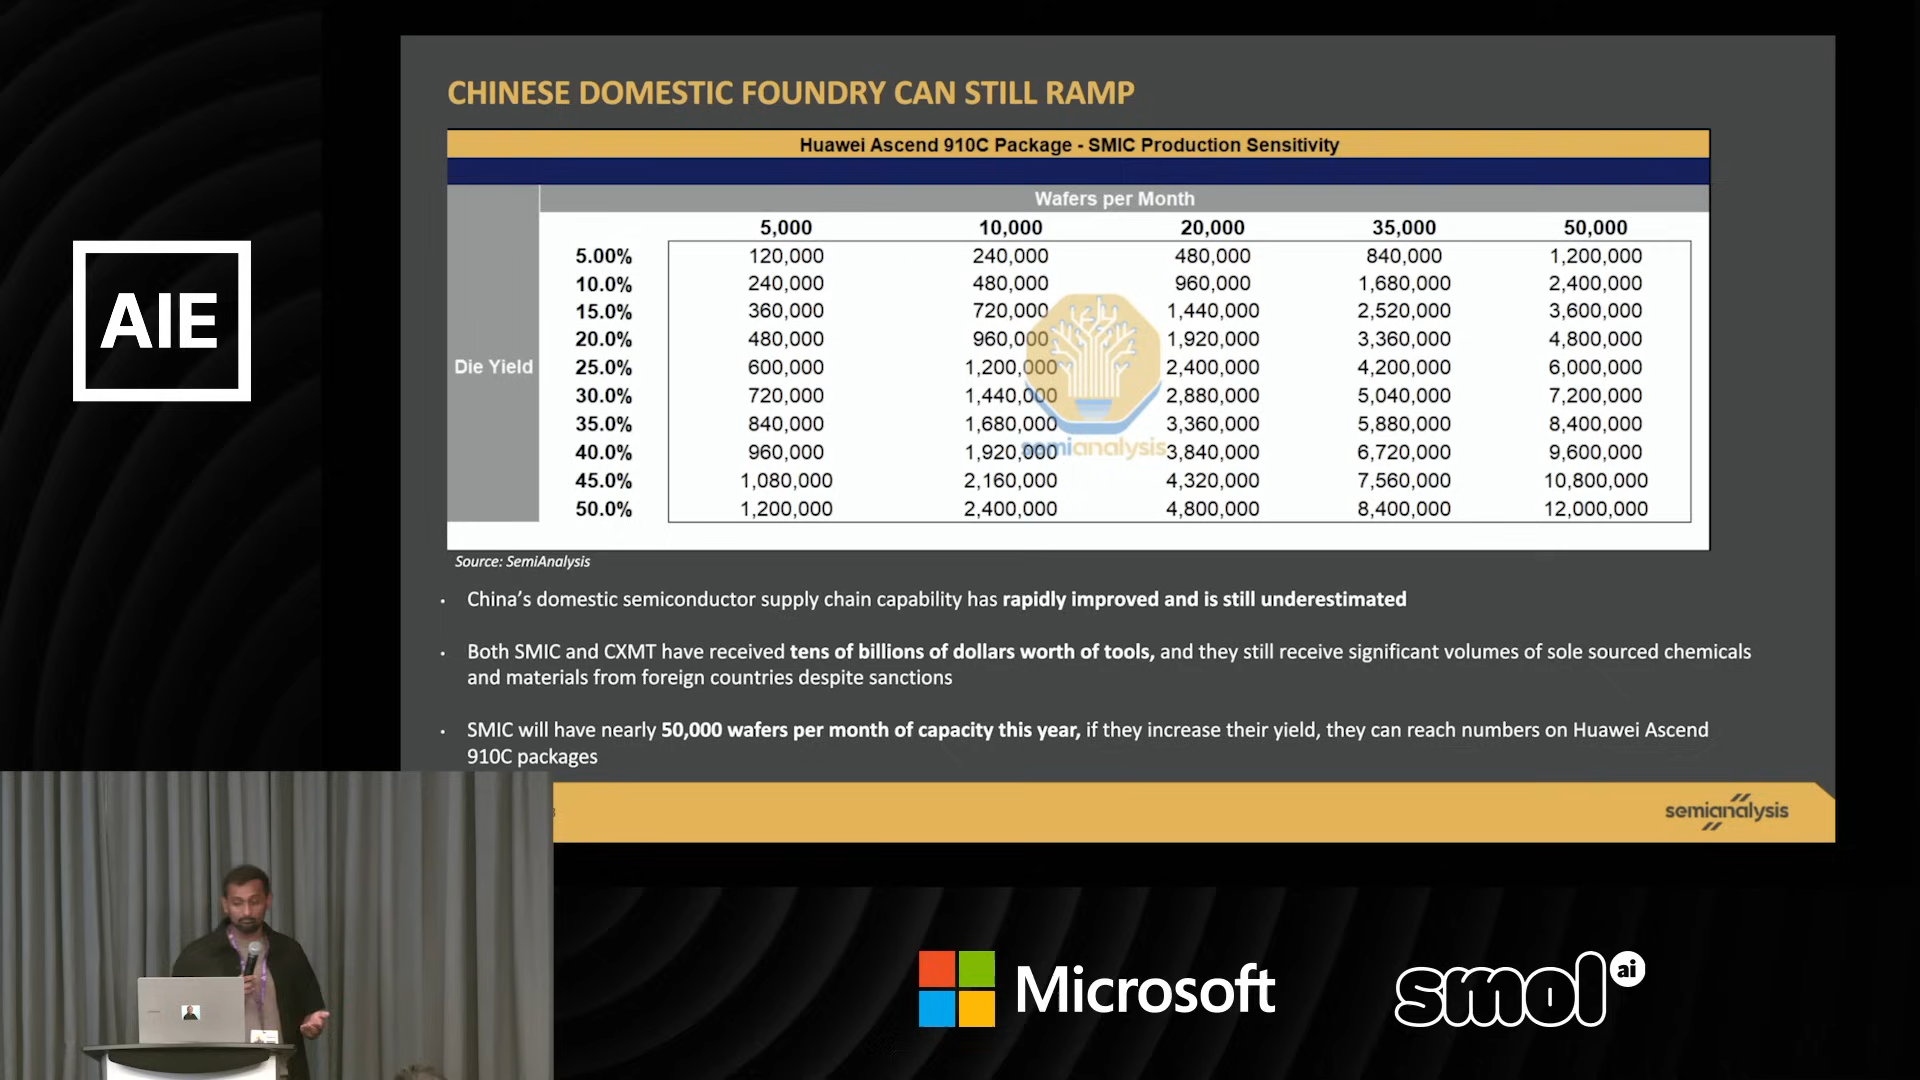 CHINESE DOMESTIC FOUNDRY CAN STILL RAMP
Huawei Ascend 910C Package - SMIC Production Sensitivity
Wafers per Month
5,000 10,000 20,000 35,000 50,000
5.00% 120,000 240,000 480,000 840,000 1,200,000
10.0% 240,000 480,000 960,000 1,680,000 2,400,000
15.0% 360,000 720,000 1,440,000 2,520,000 3,600,000
20.0% 480,000 960,000 1,920,000 3,360,000 4,800,000
Die Yield 25.0% 600,000 1,200,000 2,400,000 4,200,000 6,000,000
30.0% 720,000 1,440,000 2,880,000 5,040,000 7,200,000
35.0% 840,000 1,680,000 3,360,000 5,880,000 8,400,000
40.0% 960,000 1,920,000 3,840,000 6,720,000 9,600,000
45.0% 1,080,000 2,160,000 4,320,000 7,560,000 10,800,000
50.0% 1,200,000 2,400,000 4,800,000 8,400,000 12,000,000
semianalysis
Source: SemiAnalysis
• China's domestic semiconductor supply chain capability has rapidly improved and is still underestimated
• Both SMIC and CXMT have received tens of billions of dollars worth of tools, and they still receive significant volumes of sole sourced chemicals
and materials from foreign countries despite sanctions
• SMIC will have nearly 50,000 wafers per month of capacity this year, if they increase their yield, they can reach numbers on Huawei Ascend
910C packages
semianalysis
AIE
Microsoft
smol ai